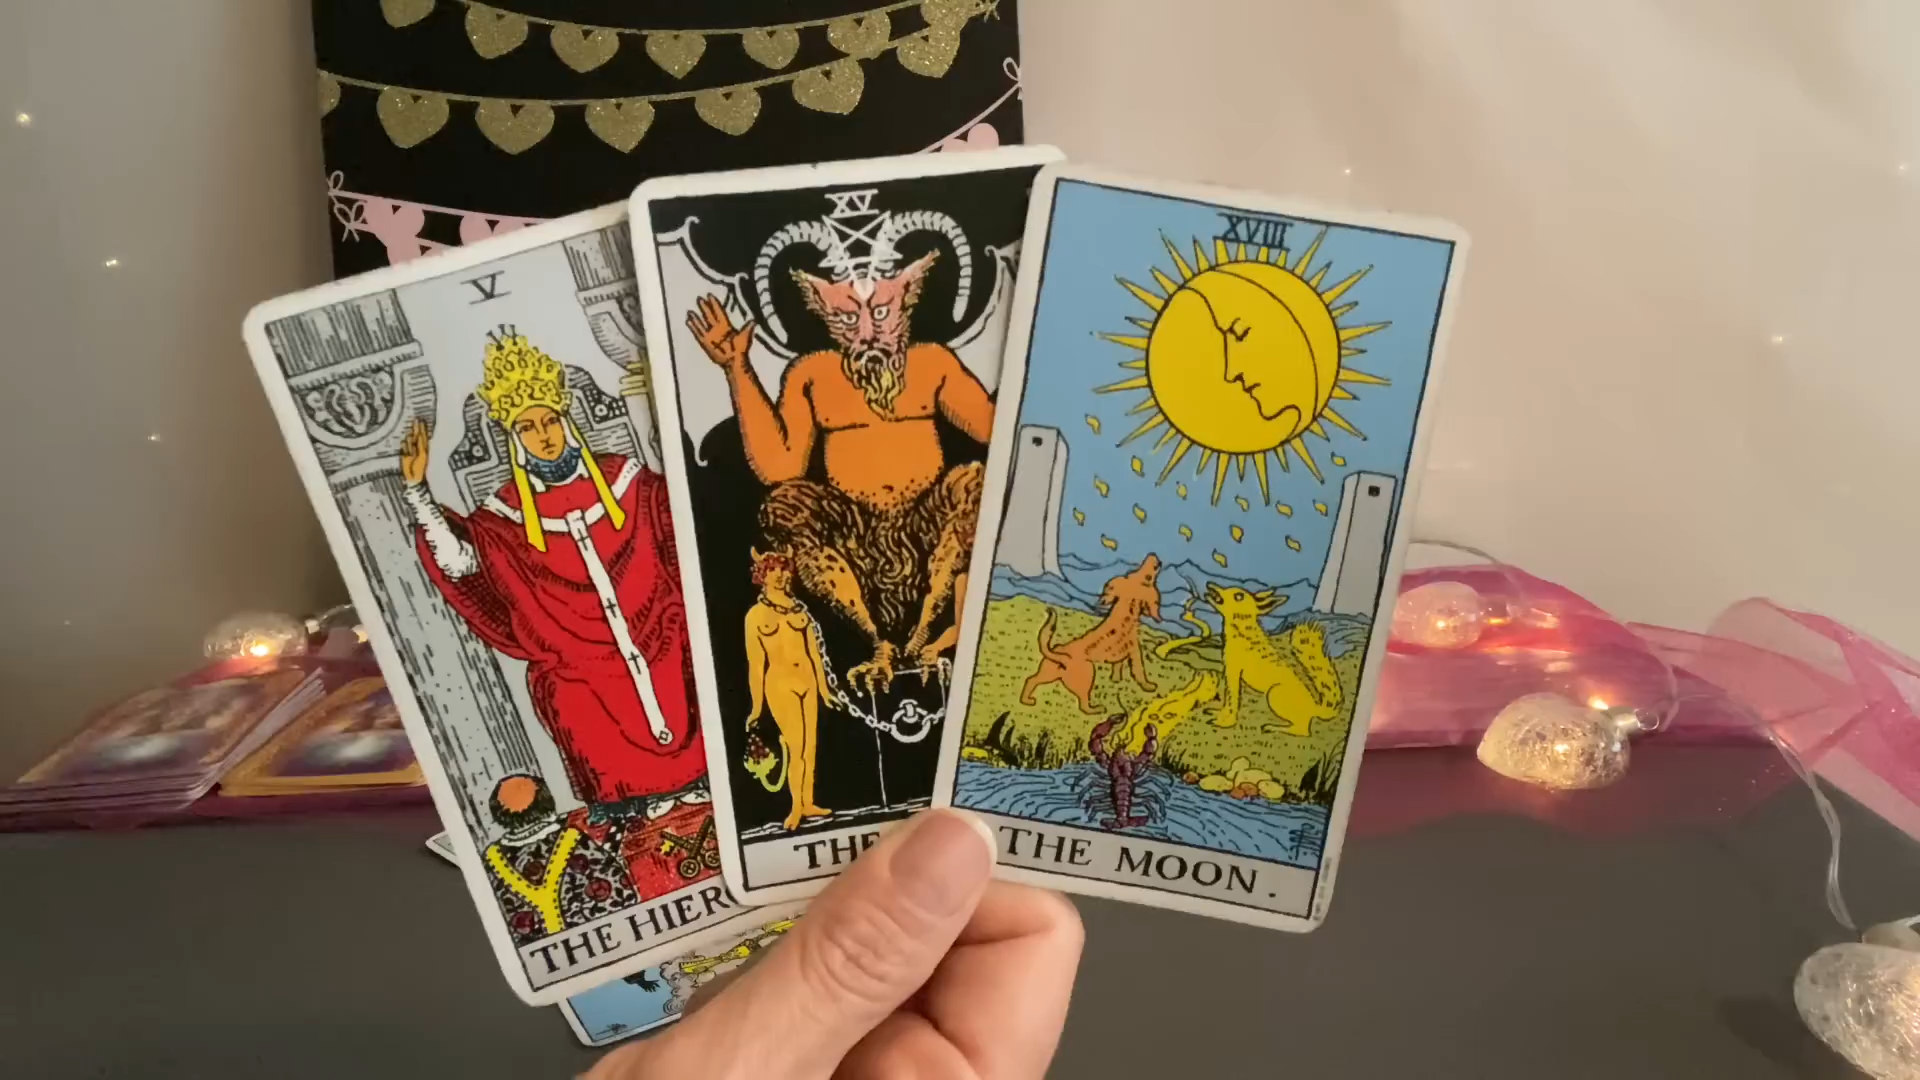 V
THE HIER
XV
THE
XVIII
THE MOON.